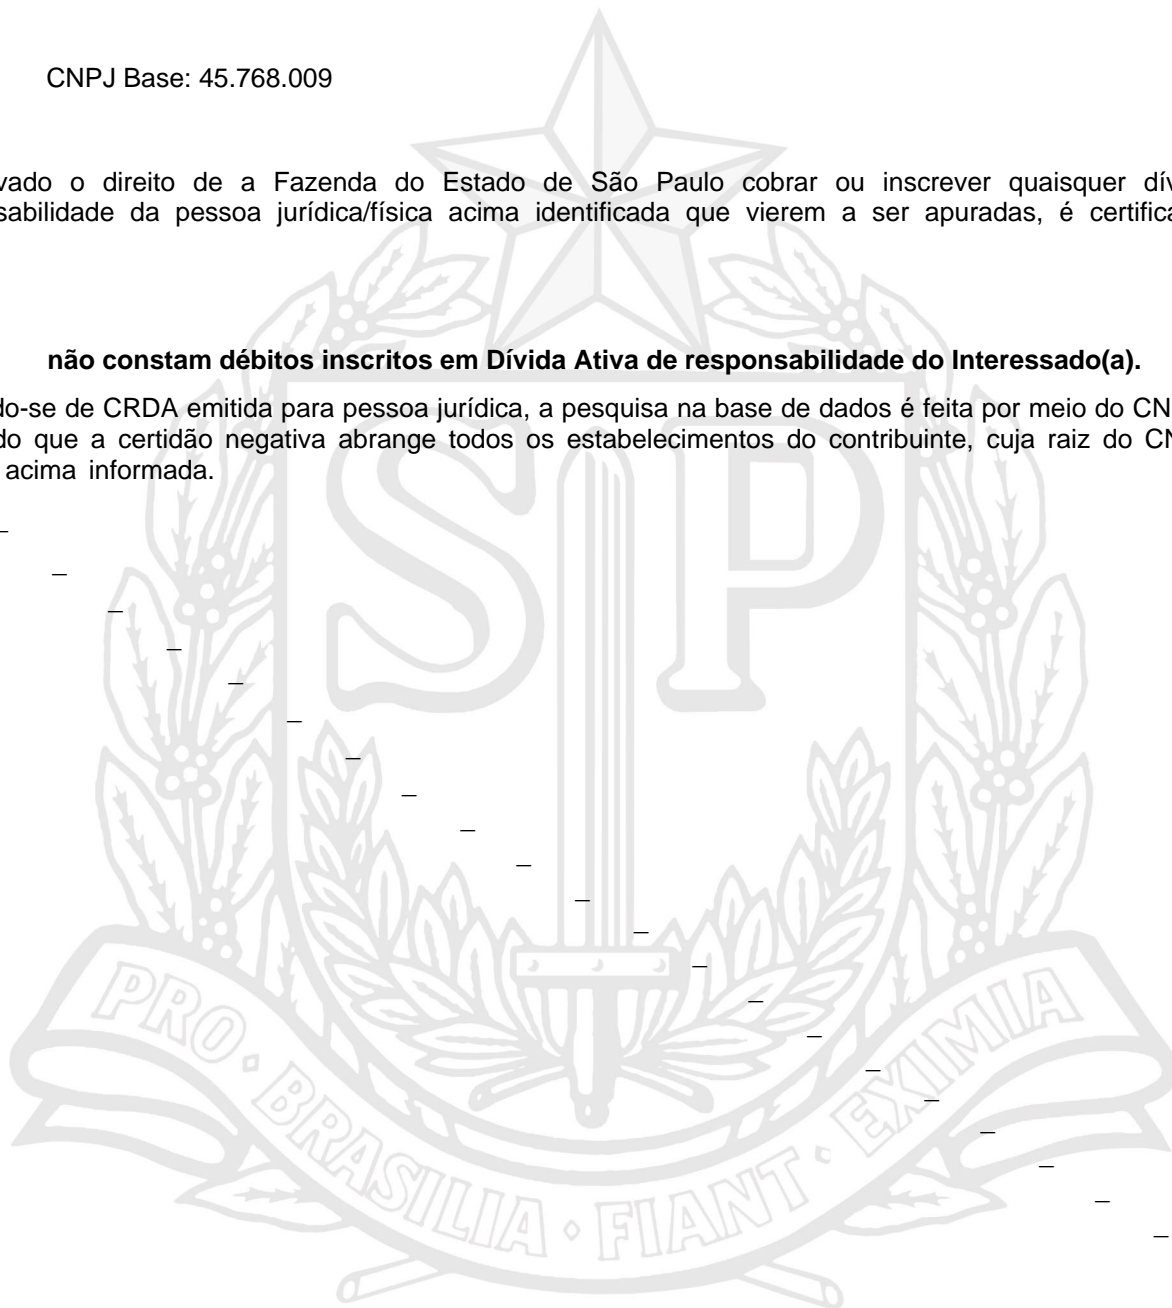 CNPJ Base: 45.768.009
vado o direito de a Fazenda do Estado de São Paulo cobrar ou inscrever quaisquer dív
sabilidade da pessoa jurídica/física acima identificada que vierem a ser apuradas, é certifica
não constam débitos inscritos em Dívida Ativa de responsabilidade do Interessado(a).
do-se de CRDA emitida para pessoa jurídica, a pesquisa na base de dados é feita por meio do CN
do que a certidão negativa abrange todos os estabelecimentos do contribuinte, cuja raiz do CN
acima informada.
SP
PRO • BRASILIA • FIANT • EXIMIA